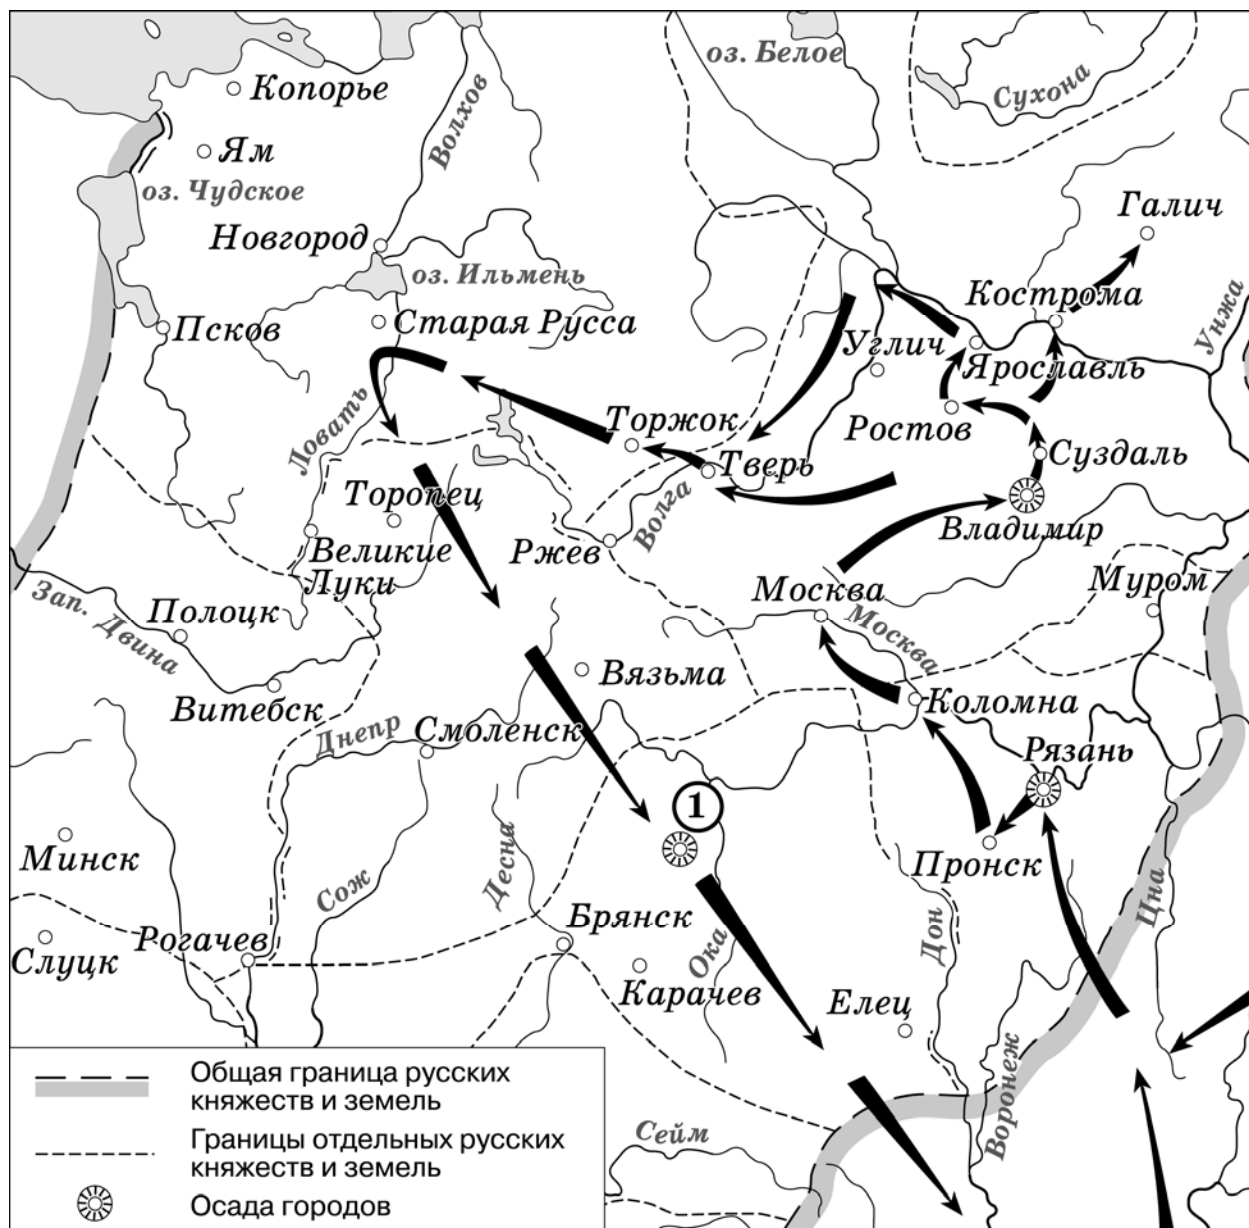 оз. Белое
Сухона
Копорье
Волхов
Ям
оз. Чудское
Галич
Новгород
оз. Ильмень
Кострома
Унжа
Псков
Старая Русса
Углич
Ярославль
Ловать
Торжок
Ростов
Тверь
Суздаль
Торопец
Волга
Владимир
Великие
Луки
Ржев
Зап. Двина
Полоцк
Москва
Москва
Муром
Витебск
Вязьма
Днепр
Смоленск
Коломна
Рязань
1
Минск
Сож
Десна
Пронск
Цна
Слуцк
Рогачев
Брянск
Ока
Дон
Карачев
Елец
Воронеж
Сейм
Общая граница русских
княжеств и земель
Границы отдельных русских
княжеств и земель
Осада городов